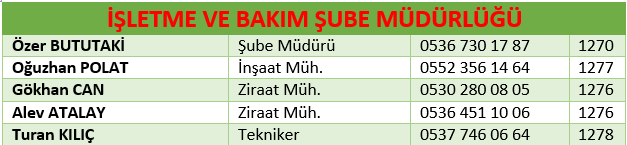 İŞLETME VE BAKIM ŞUBE MÜDÜRLÜĞÜ
Özer BUTUTAKİ Şube Müdürü 0536 730 17 87 1270
Oğuzhan POLAT İnşaat Müh. 0552 356 14 64 1277
Gökhan CAN Ziraat Müh. 0530 280 08 05 1276
Alev ATALAY Ziraat Müh. 0536 451 10 06 1276
Turan KILIÇ Tekniker 0537 746 06 64 1278